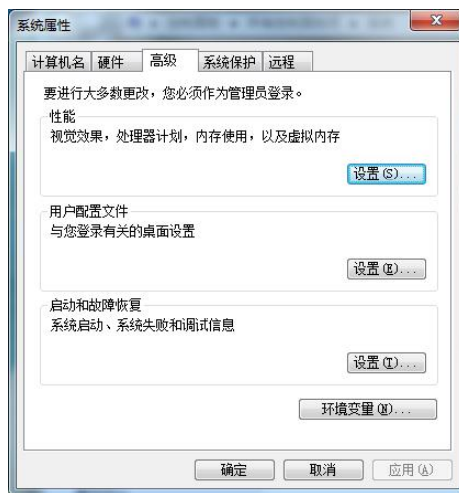 系统属性
计算机名 硬件 高级 系统保护 远程
要进行大多数更改，您必须作为管理员登录。
性能
视觉效果，处理器计划，内存使用，以及虚拟内存
设置(S)...
用户配置文件
与您登录有关的桌面设置
设置(E)...
启动和故障恢复
系统启动、系统失败和调试信息
设置(T)...
环境变量(N)...
确定 取消 应用(A)